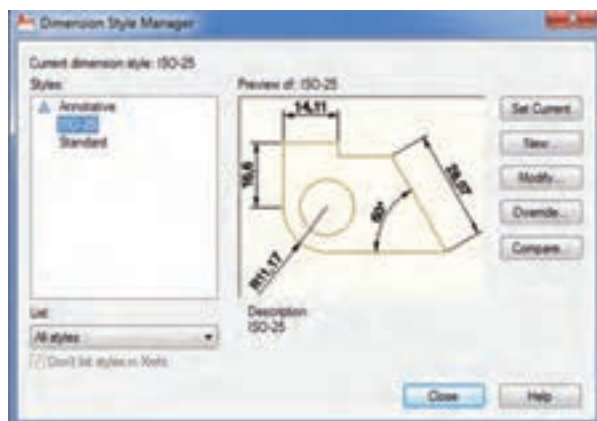 Dimension Style Manager
Current dimension style: ISO-25
Styles:
Annotative
ISO-25
Standard
Preview of: ISO-25
14,11
16,6
R11,17
60°
28,07
Set Current
New...
Modify...
Override...
Compare...
List:
All styles
Don't list styles in Xrefs
Description
ISO-25
Close
Help